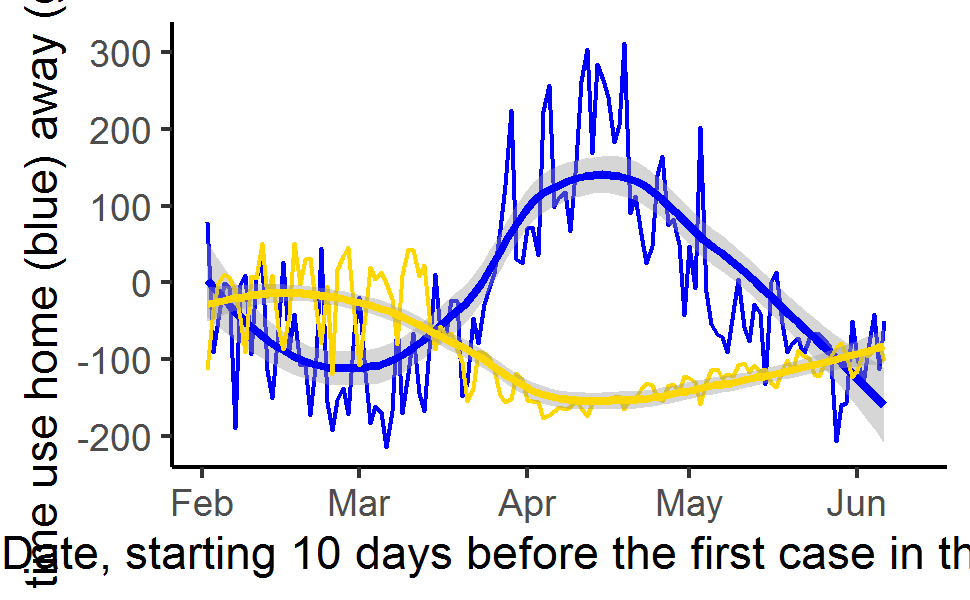 time use home (blue) away (
300
200
100
0
-100
-200
Feb Mar Apr May Jun
Date, starting 10 days before the first case in th